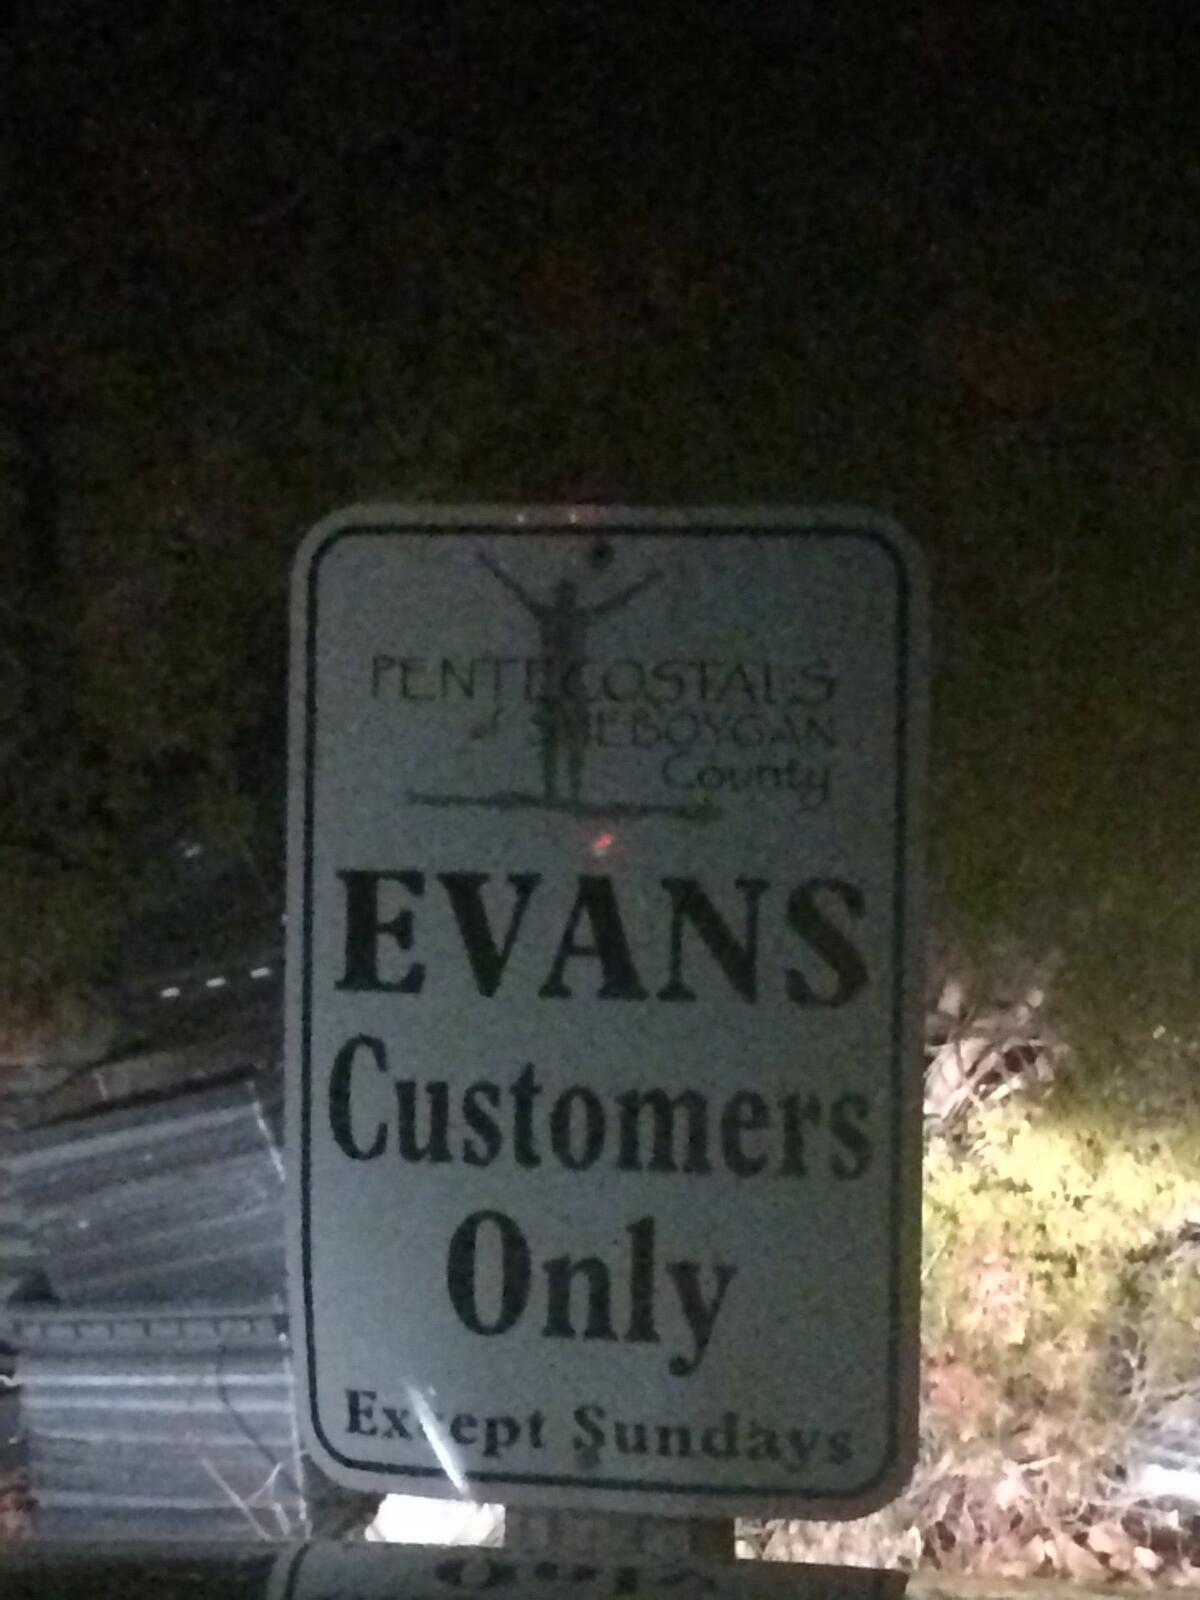 PENTECOSTALS
of SHEBOYGAN
County
EVANS
Customers
Only
Except Sundays